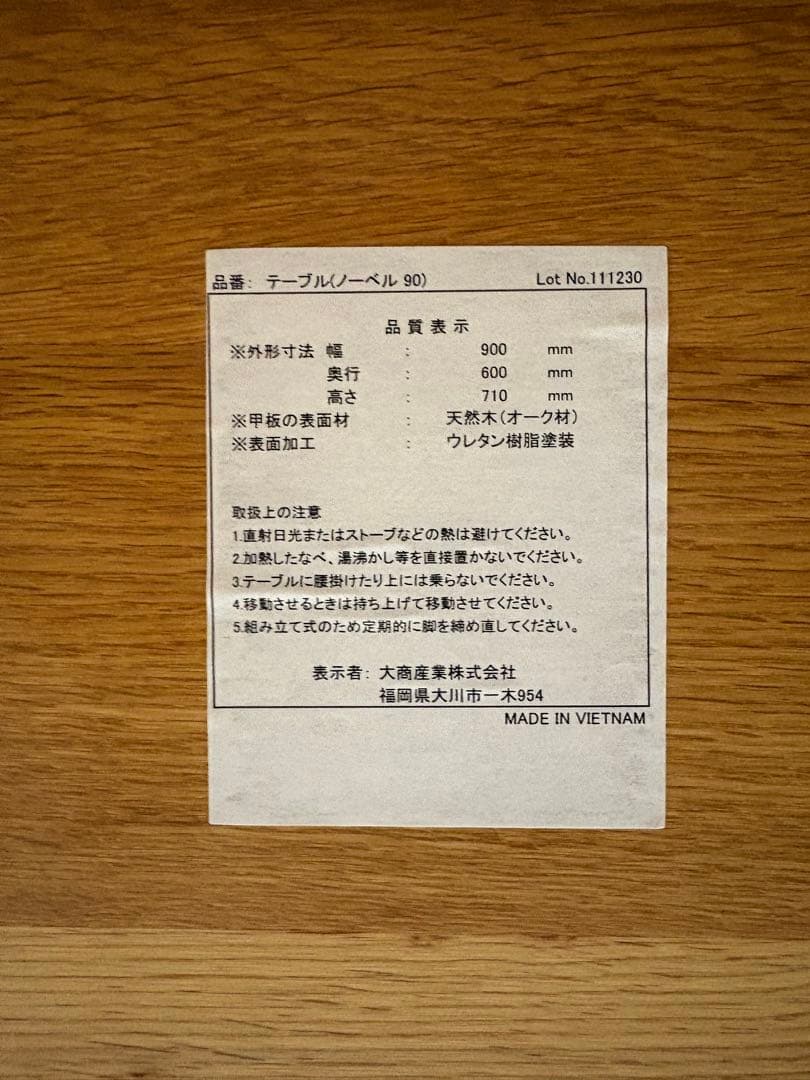 品番: テーブル(ノーベル 90) Lot No.111230
品質表示
※外形寸法 幅 : 900 mm
奥行 : 600 mm
高さ : 710 mm
※甲板の表面材 : 天然木(オーク材)
※表面加工 : ウレタン樹脂塗装
取扱上の注意
1.直射日光またはストーブなどの熱は避けてください。
2.加熱したなべ、湯沸かし等を直接置かないでください。
3.テーブルに腰掛けたり上には乗らないでください。
4.移動させるときは持ち上げて移動させてください。
5.組み立て式のため定期的に脚を締め直してください。
表示者: 大商産業株式会社
福岡県大川市一木954
MADE IN VIETNAM